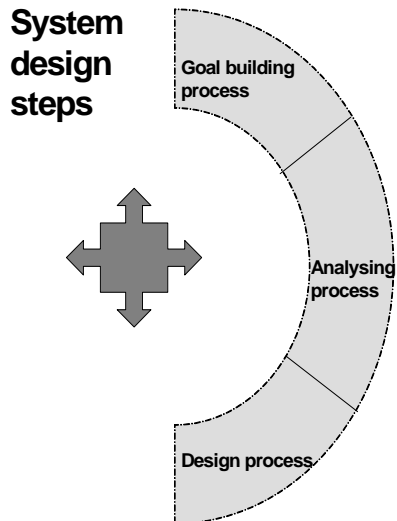 System
design
steps
Goal building
process
Analysing
process
Design process